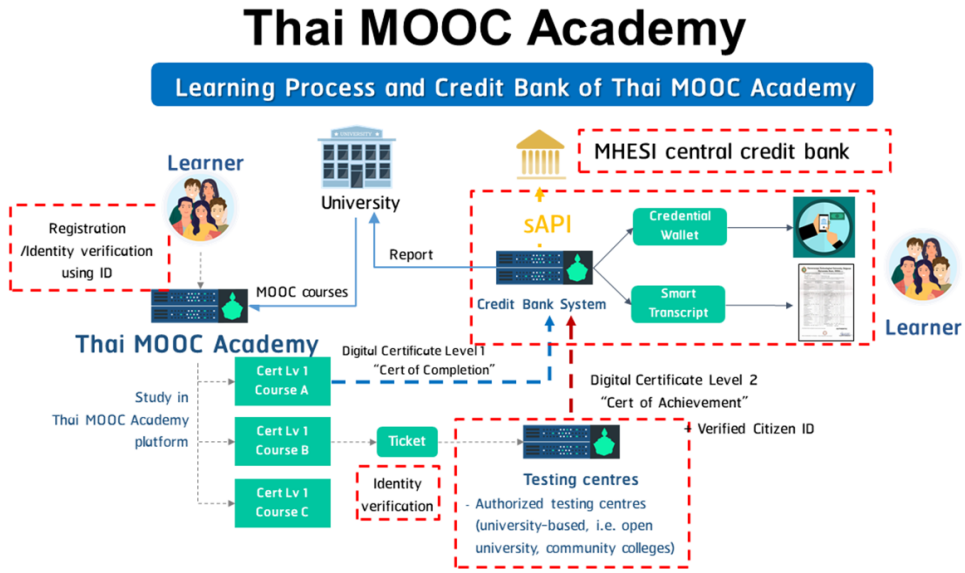 Thai MOOC Academy
Learning Process and Credit Bank of Thai MOOC Academy
UNIVERSITY
MHESI central credit bank
Learner
University
Registration
/Identity verification
using ID
sAPI
Credential
Wallet
Report
MOOC courses
Credit Bank System
Smart
Transcript
Learner
Thai MOOC Academy
Digital Certificate Level 1
"Cert of Completion"
Cert Lv 1
Course A
Digital Certificate Level 2
"Cert of Achievement"
+ Verified Citizen ID
Study in
Thai MOOC Academy
platform
Cert Lv 1
Course B
Ticket
Identity
verification
Testing centres
- Authorized testing centres
(university-based, i.e. open
university, community colleges)
Cert Lv 1
Course C